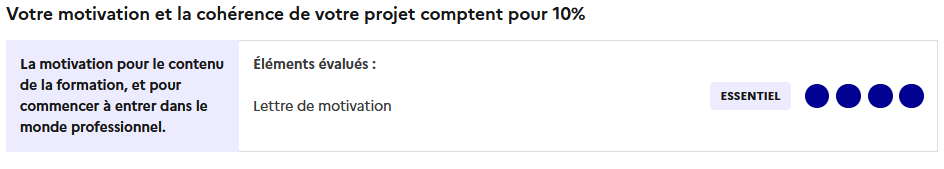 Votre motivation et la cohérence de votre projet comptent pour 10%
La motivation pour le contenu
de la formation, et pour
commencer à entrer dans le
monde professionnel.
Éléments évalués :
Lettre de motivation
ESSENTIEL